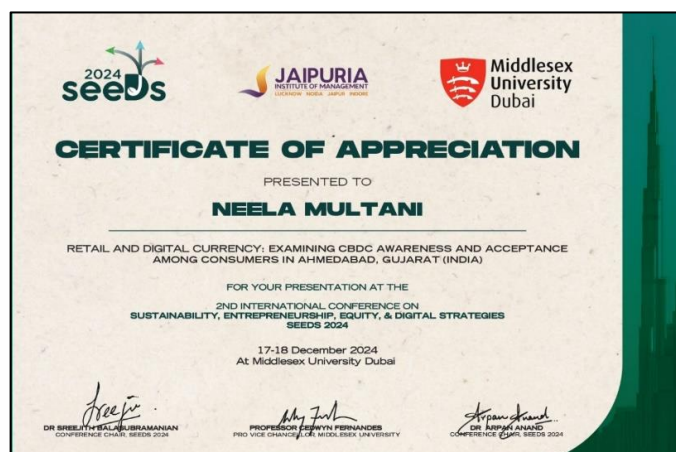 2024
seeDs
JAIPURIA
INSTITUTE OF MANAGEMENT
LUCKNOW NOIDA JAIPUR INDORE
Middlesex
University
Dubai
CERTIFICATE OF APPRECIATION
PRESENTED TO
NEELA MULTANI
RETAIL AND DIGITAL CURRENCY: EXAMINING CBDC AWARENESS AND ACCEPTANCE
AMONG CONSUMERS IN AHMEDABAD, GUJARAT (INDIA)
FOR YOUR PRESENTATION AT THE
2ND INTERNATIONAL CONFERENCE ON
SUSTAINABILITY, ENTREPRENEURSHIP, EQUITY, & DIGITAL STRATEGIES
SEEDS 2024
17-18 December 2024
At Middlesex University Dubai
DR SREEJITH BALASUBRAMANIAN
CONFERENCE CHAIR, SEEDS 2024
PROFESSOR CEDWYN FERNANDES
PRO VICE CHANCELLOR, MIDDLESEX UNIVERSITY
DR ARPAN ANAND
CONFERENCE CHAIR, SEEDS 2024